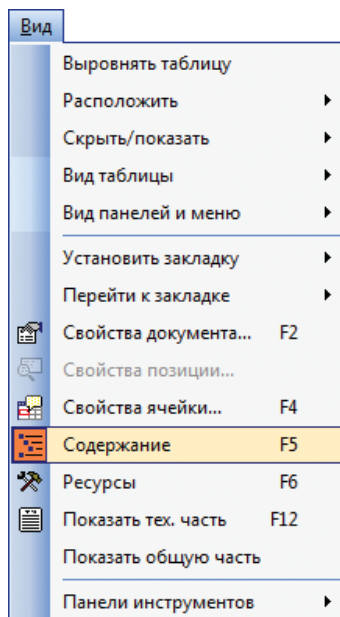 Вид
Выровнять таблицу
Расположить
Скрыть/показать
Вид таблицы
Вид панелей и меню
Установить закладку
Перейти к закладке
Свойства документа... F2
Свойства позиции...
Свойства ячейки... F4
Содержание F5
Ресурсы F6
Показать тех. часть F12
Показать общую часть
Панели инструментов